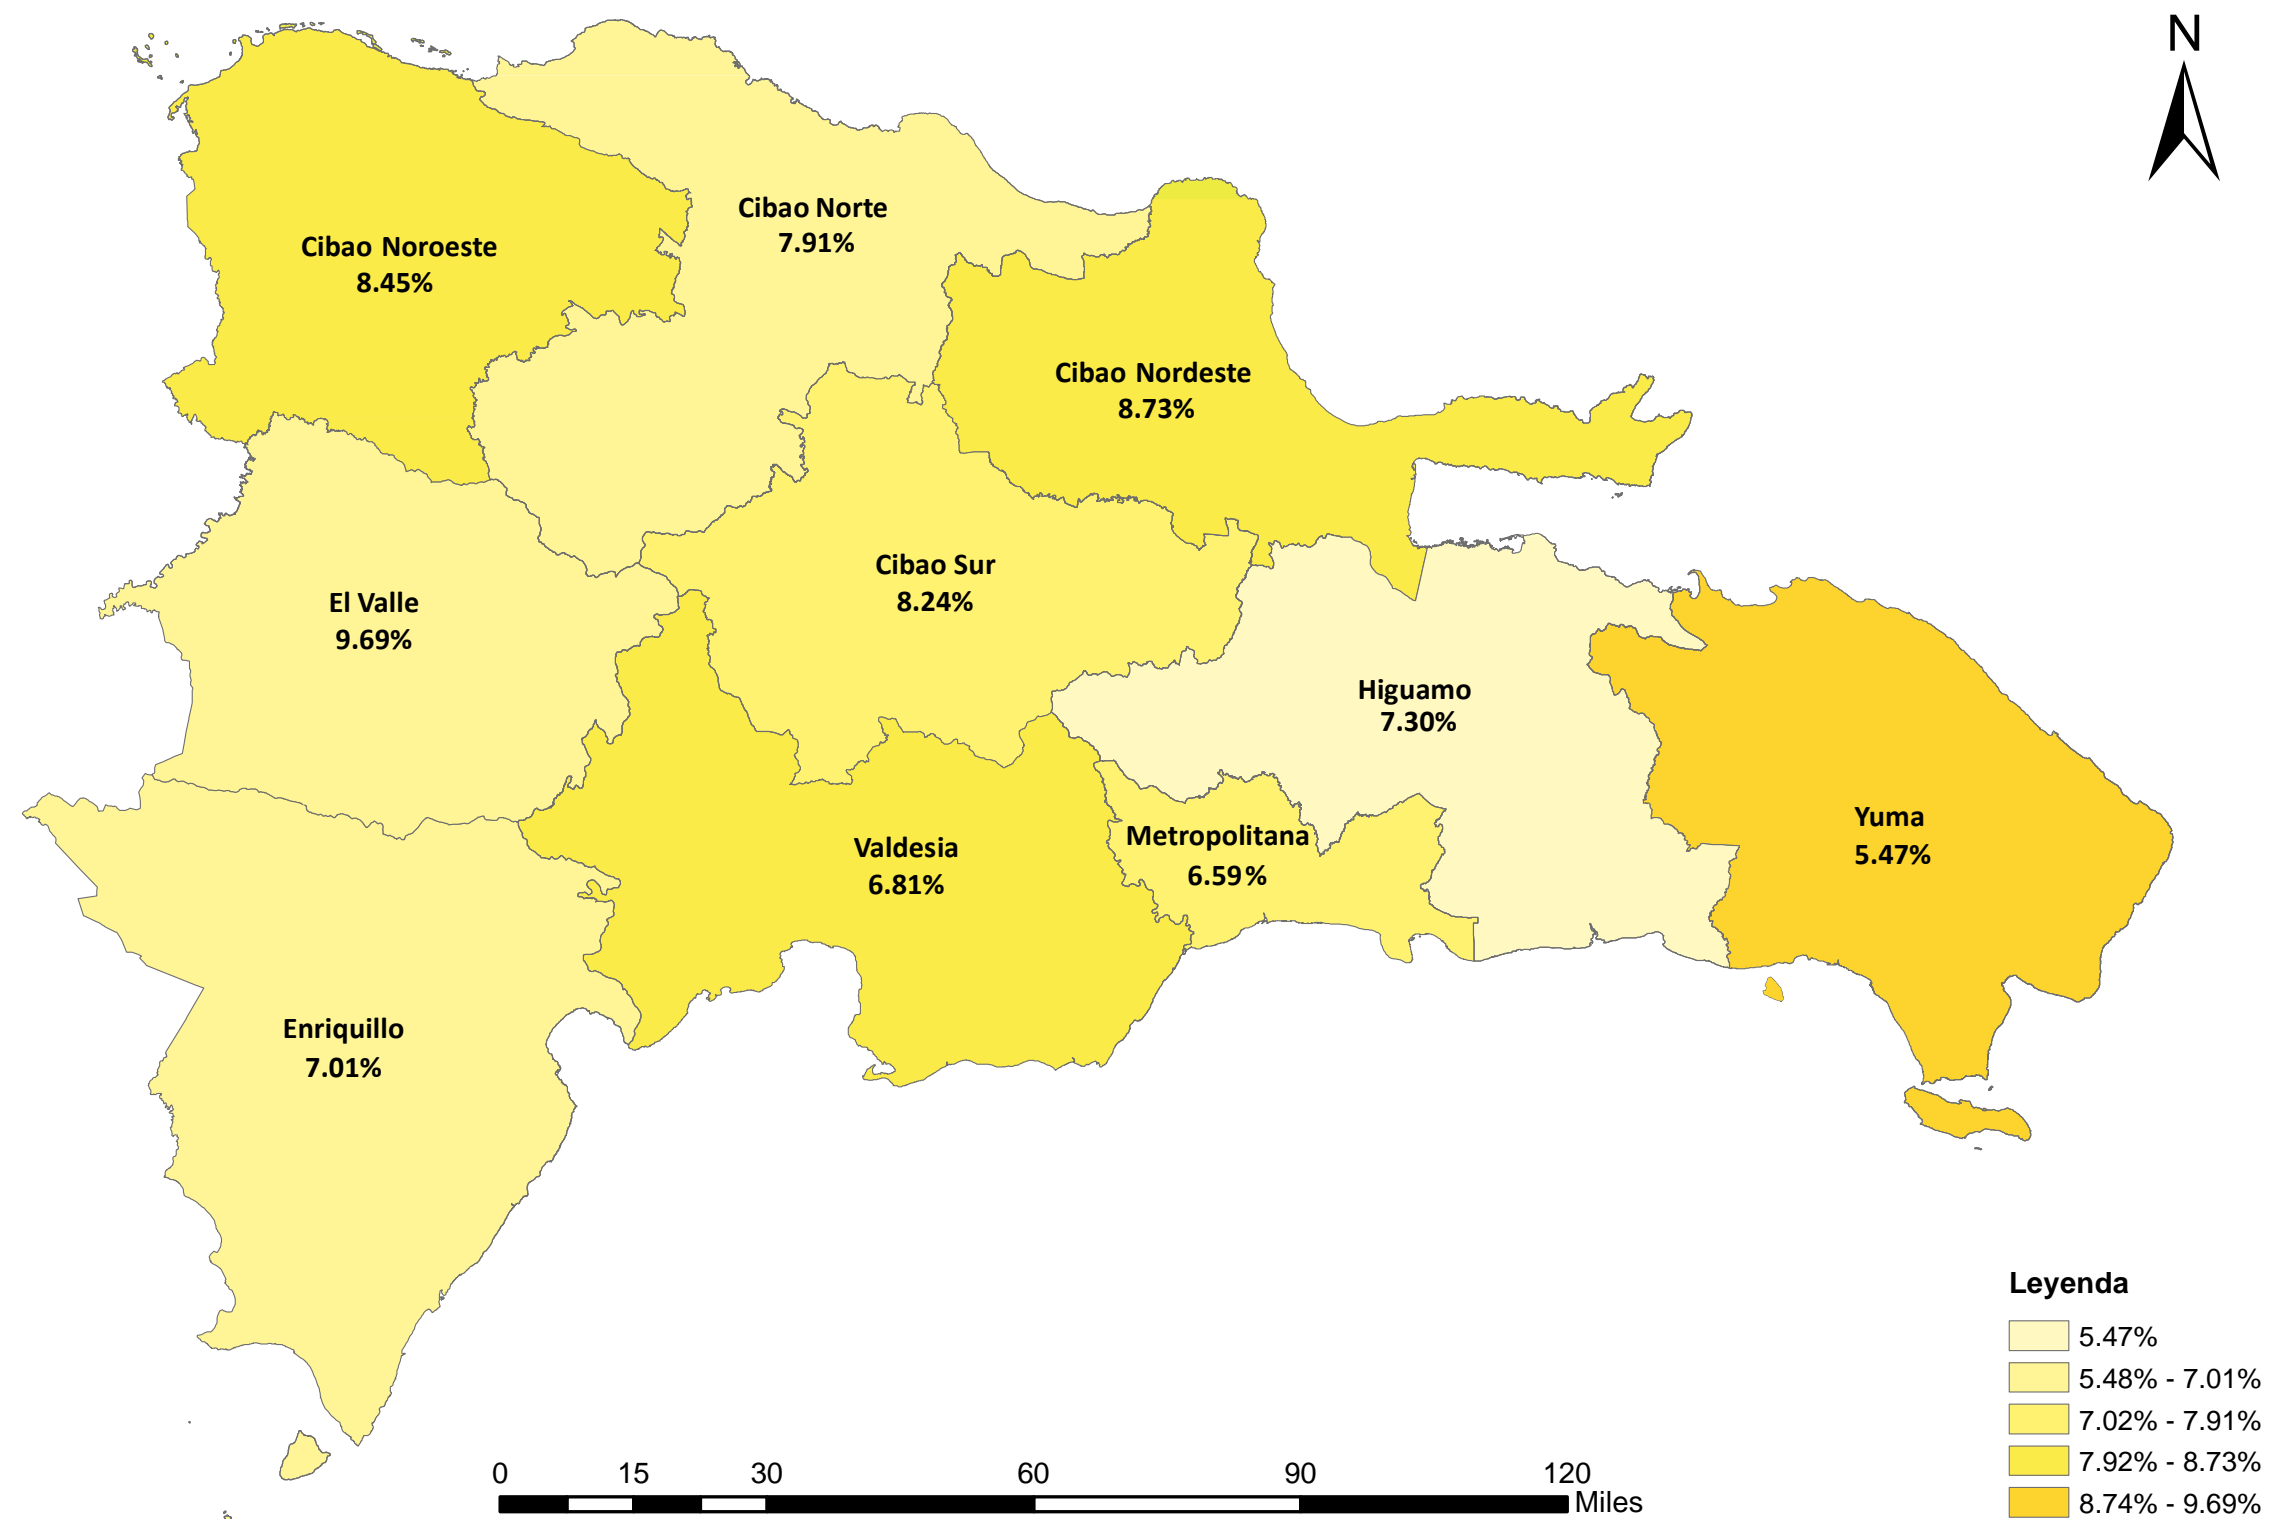 N
Cibao Norte
7.91%
Cibao Noroeste
8.45%
Cibao Nordeste
8.73%
Cibao Sur
8.24%
El Valle
9.69%
Higuamo
7.30%
Yuma
5.47%
Metropolitana
6.59%
Valdesia
6.81%
Enriquillo
7.01%
Leyenda
5.47%
5.48% - 7.01%
7.02% - 7.91%
7.92% - 8.73%
8.74% - 9.69%
0 15 30 60 90 120
Miles